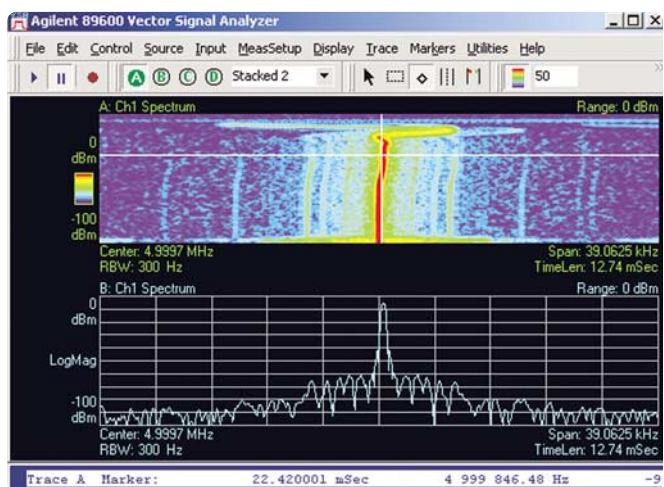 Agilent 89600 Vector Signal Analyzer
File Edit Control Source Input MeasSetup Display Trace Markers Utilities Help
A B C D Stacked 2 50
A: Ch1 Spectrum Range: 0 dBm
0
dBm
-100
dBm
Center: 4.9997 MHz Span: 39.0625 kHz
RBW: 300 Hz TimeLen: 12.74 mSec
B: Ch1 Spectrum Range: 0 dBm
0
dBm
LogMag
-100
dBm
Center: 4.9997 MHz Span: 39.0625 kHz
RBW: 300 Hz TimeLen: 12.74 mSec
Trace A Marker: 22.420001 mSec 4 999 846.48 Hz -9